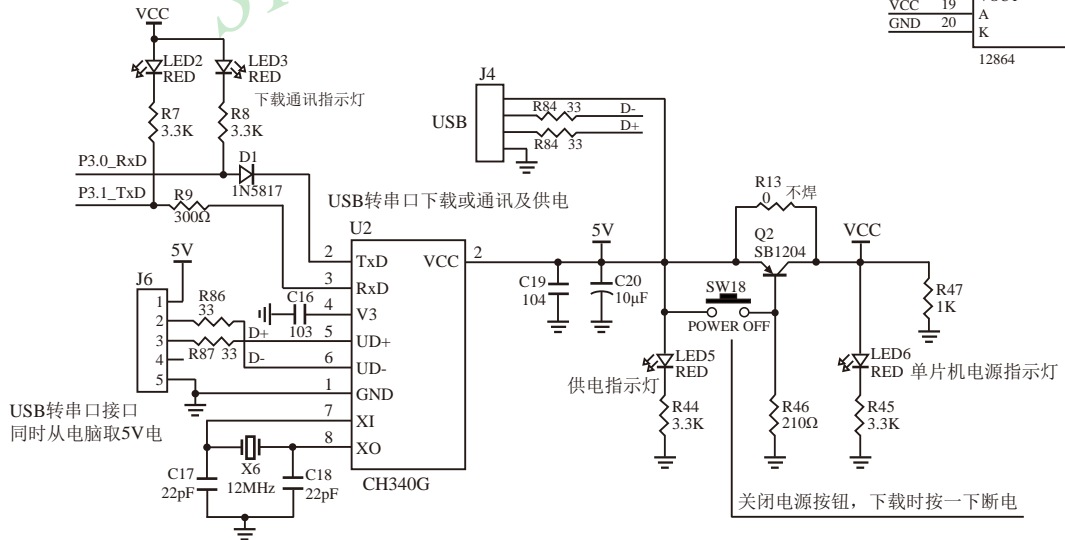 VCC
LED2
RED
LED3
RED
下载通讯指示灯
R7
3.3K
R8
3.3K
P3.0_RxD
D1
1N5817
P3.1_TxD
R9
300Ω
VCC 19
A
GND 20
K
12864
J4
USB
R84 33 D-
D+
R84 33
USB转串口下载或通讯及供电
U2
2 TxD
3 RxD
4 V3
5 UD+
6 UD-
1 GND
7 XI
8 XO
VCC 2
CH340G
5V
J6
1
2
3
4
5
R86
33
D+
R87 33
D-
C16
103
USB转串口接口
同时从电脑取5V电
C17
22pF
X6
12MHz
C18
22pF
5V
C19
104
C20
10μF
R13
0 不焊
Q2
SB1204
VCC
SW18
POWER OFF
R47
1K
LED5
RED
供电指示灯
R44
3.3K
R46
210Ω
LED6
RED 单片机电源指示灯
R45
3.3K
关闭电源按钮，下载时按一下断电